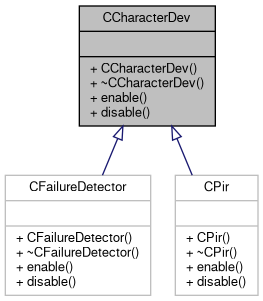 CCharacterDev
+ CCharacterDev()
+ ~CCharacterDev()
+ enable()
+ disable()
CFailureDetector
+ CFailureDetector()
+ ~CFailureDetector()
+ enable()
+ disable()
CPir
+ CPir()
+ ~CPir()
+ enable()
+ disable()